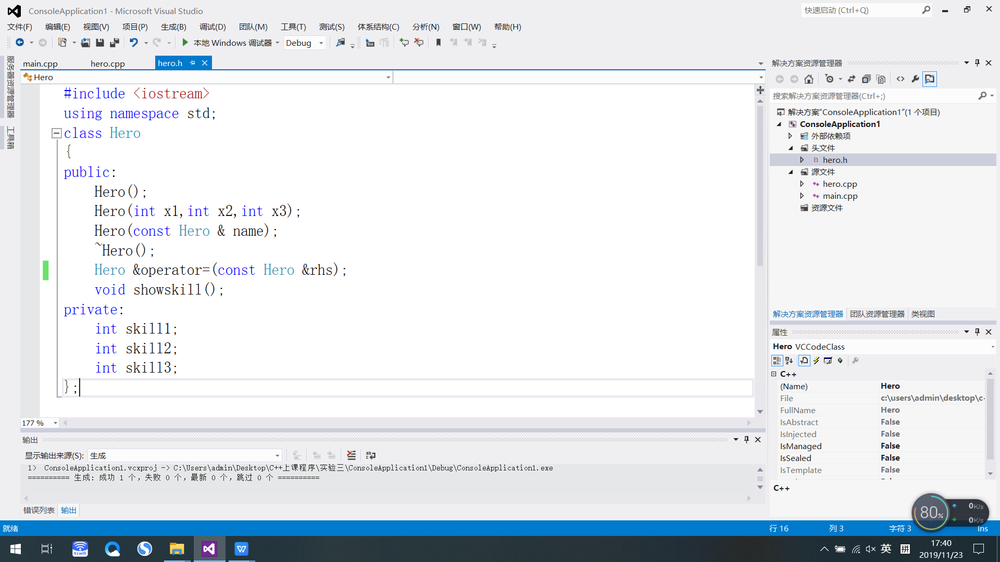 ConsoleApplication1 - Microsoft Visual Studio
快速启动 (Ctrl+Q)
文件(F) 编辑(E) 视图(V) 项目(P) 生成(B) 调试(D) 团队(M) 工具(T) 测试(S) 体系结构(C) 分析(N) 窗口(W) 帮助(H)
本地 Windows 调试器 Debug
服务器资源管理器
工具箱
main.cpp hero.cpp hero.h
Hero
#include <iostream>
using namespace std;
class Hero
{
public:
Hero();
Hero(int x1,int x2,int x3);
Hero(const Hero & name);
~Hero();
Hero &operator=(const Hero &rhs);
void showskill();
private:
int skill1;
int skill2;
int skill3;
};
177 %
输出
显示输出来源(S): 生成
1> ConsoleApplication1.vcxproj -> C:\Users\admin\Desktop\C++上课程序\实验三\ConsoleApplication1\Debug\ConsoleApplication1.exe
========== 生成: 成功 1 个，失败 0 个，最新 0 个，跳过 0 个 ==========
错误列表 输出
解决方案资源管理器
搜索解决方案资源管理器(Ctrl+;)
解决方案“ConsoleApplication1”(1 个项目)
ConsoleApplication1
外部依赖项
头文件
hero.h
源文件
hero.cpp
main.cpp
资源文件
解决方案资源管理器 团队资源管理器 类视图
属性
Hero VCCodeClass
C++
(Name) Hero
File c:\users\admin\desktop\c-
FullName Hero
IsAbstract False
IsInjected False
IsManaged False
IsSealed False
IsTemplate False
C++
80%
0K/s
0K/s
就绪 行 16 列 3 字符 3 Ins
91wifi
英 拼
17:40
2019/11/23